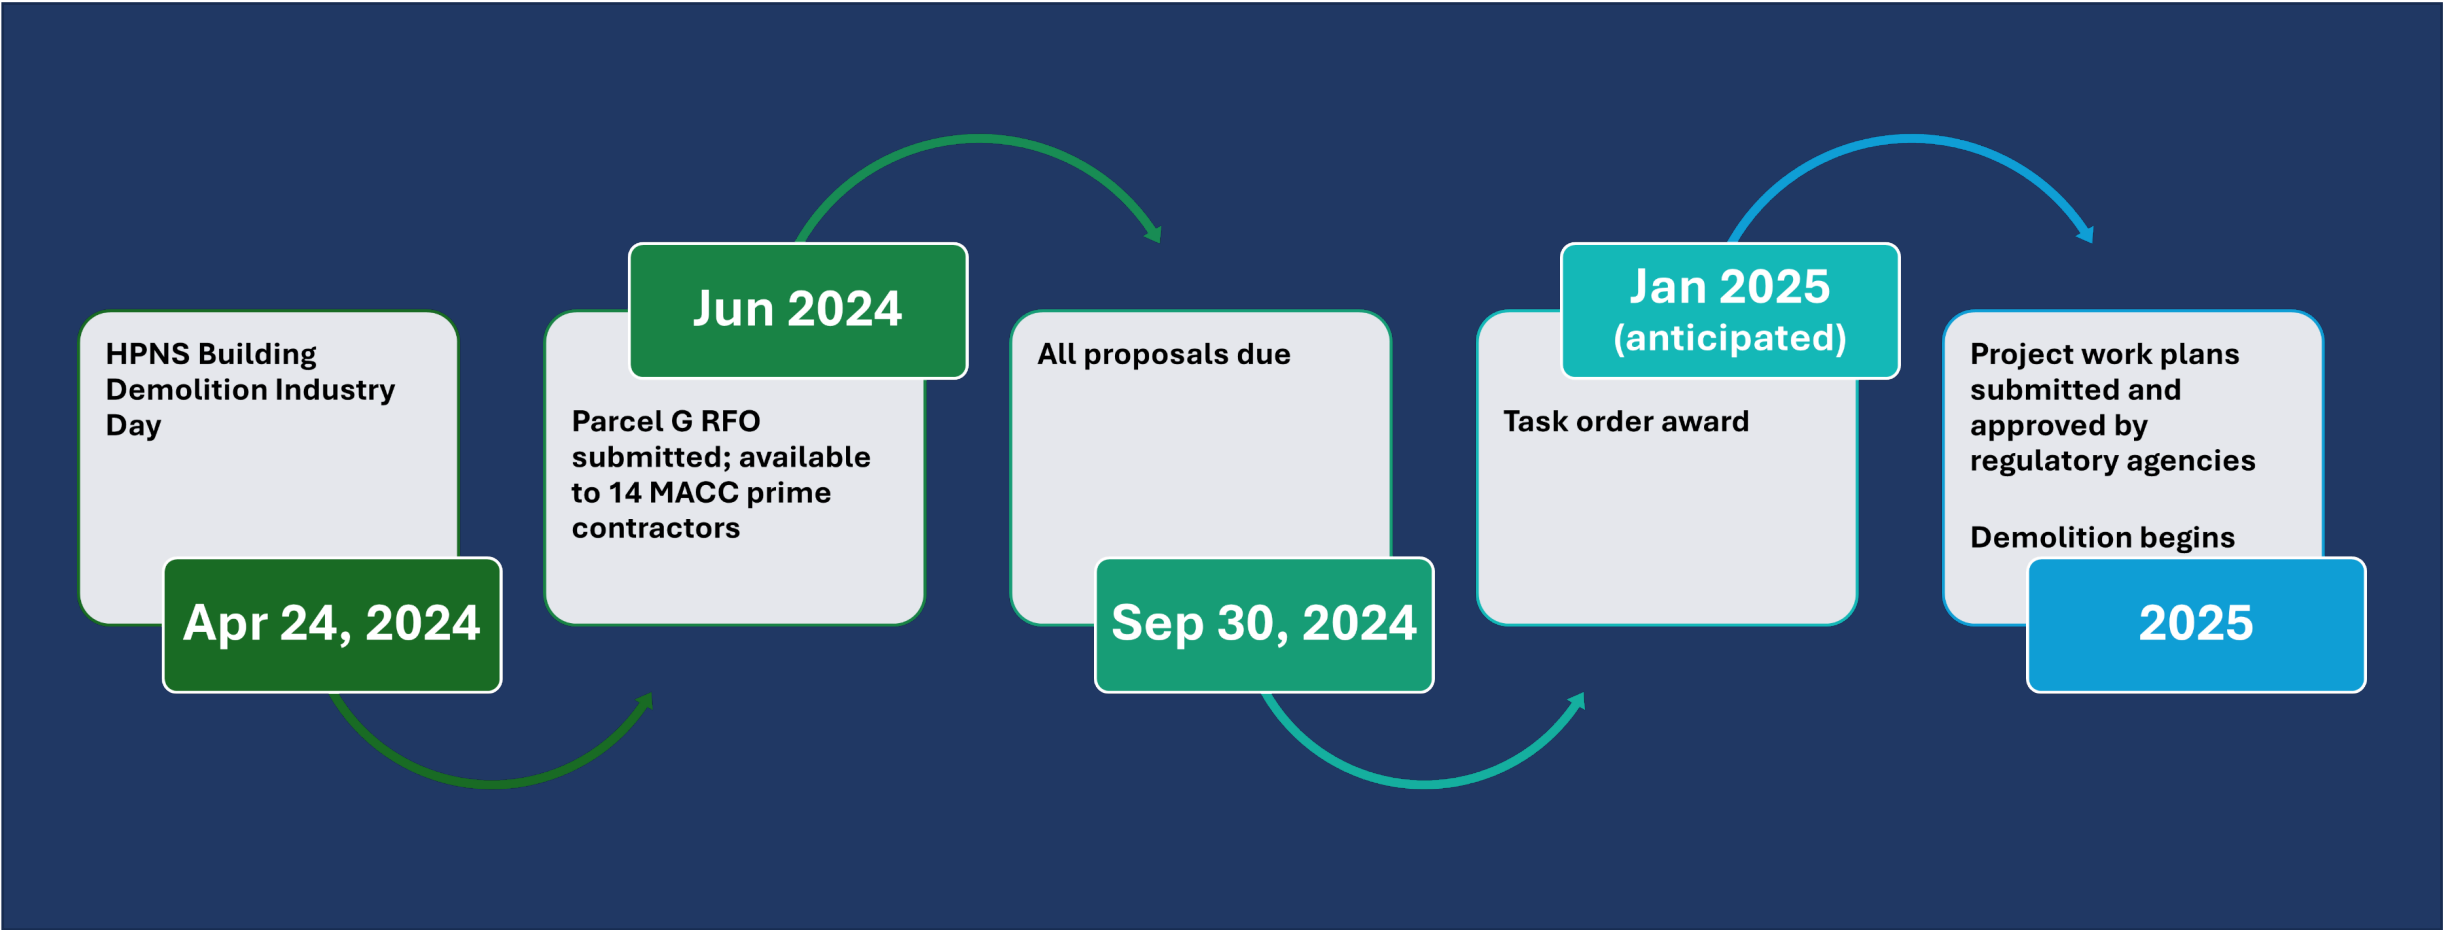 HPNS Building
Demolition Industry
Day
Apr 24, 2024
Jun 2024
Parcel G RFO
submitted; available
to 14 MACC prime
contractors
All proposals due
Sep 30, 2024
Jan 2025
(anticipated)
Task order award
Project work plans
submitted and
approved by
regulatory agencies
Demolition begins
2025